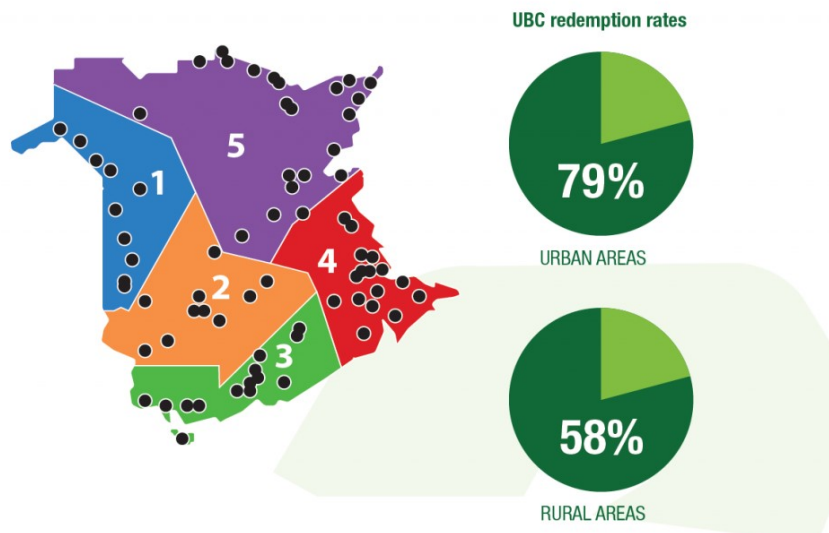 UBC redemption rates
5
1
79%
URBAN AREAS
4
2
3
58%
RURAL AREAS